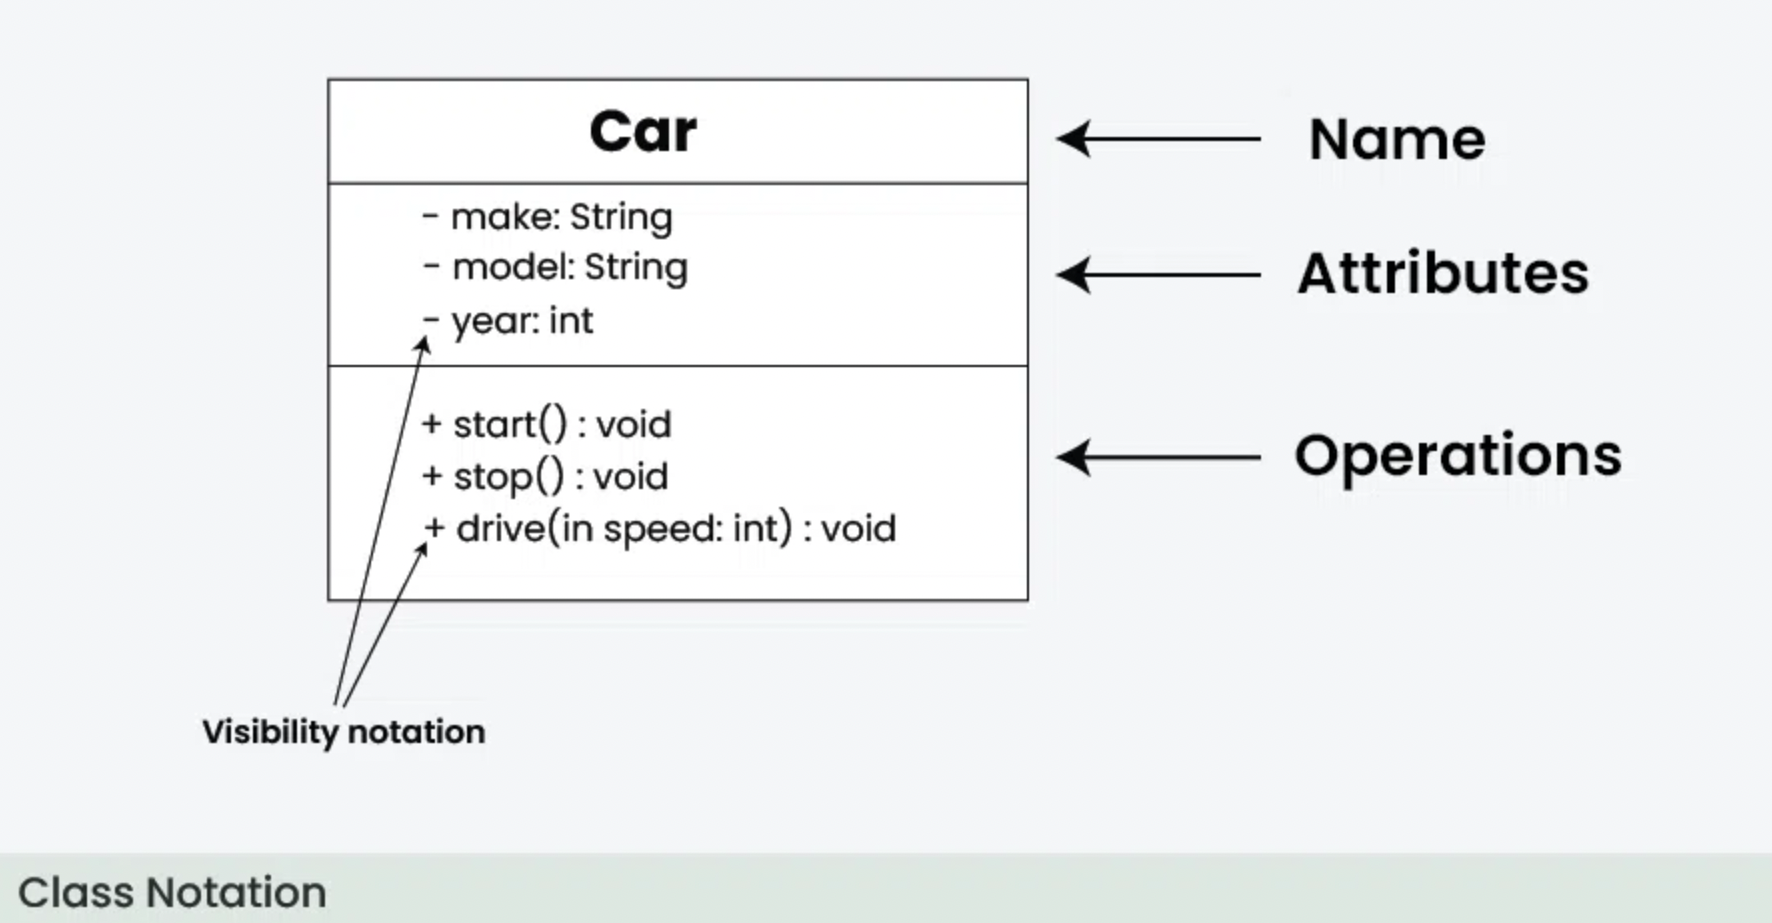 Car
Name
- make: String
- model: String
- year: int
Attributes
+ start() : void
+ stop() : void
+ drive(in speed: int) : void
Operations
Visibility notation
Class Notation